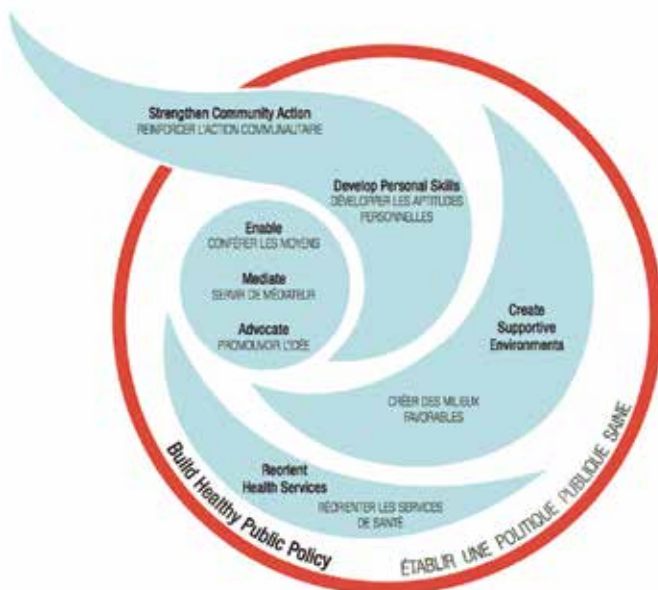 Strengthen Community Action
REINFORCER L'ACTION COMMUNAUTAIRE
Develop Personal Skills
DÉVELOPPER LES APTITUDES
PERSONNELLES
Enable
CONFÉRER LES MOYENS
Mediate
SERVIR DE MÉDIATEUR
Advocate
PROMOUVOIR L'IDÉE
Create
Supportive
Environments
CRÉER DES MILIEUX
FAVORABLES
Reorient
Health Services
RÉORIENTER LES SERVICES
DE SANTÉ
Build Healthy Public Policy
ÉTABLIR UNE POLITIQUE PUBLIQUE SAINE